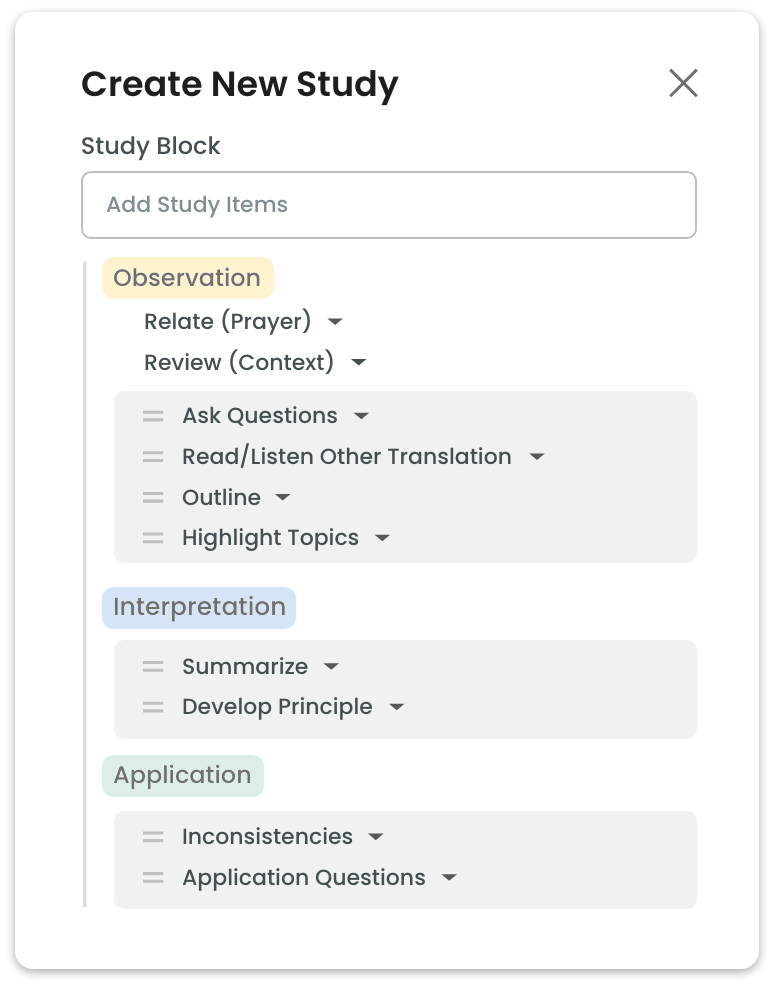 Create New Study
Study Block
Add Study Items
Observation
Relate (Prayer)
Review (Context)
Ask Questions
Read/Listen Other Translation
Outline
Highlight Topics
Interpretation
Summarize
Develop Principle
Application
Inconsistencies
Application Questions